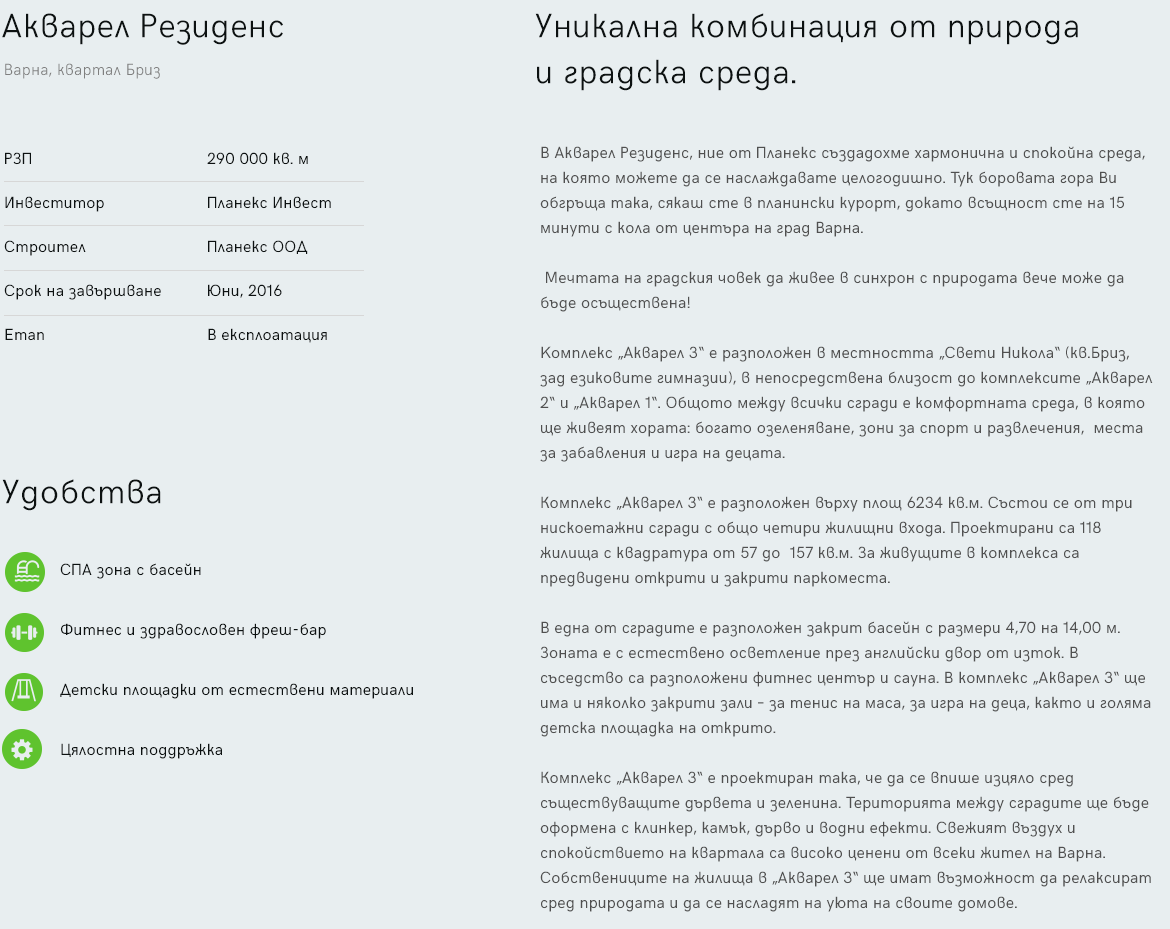 Акварел Резиденс
Варна, квартал Бриз
РЗП 290 000 кв. м
Инвеститор Планекс Инвест
Строител Планекс ООД
Срок на завършване Юни, 2016
Етап В експлоатация
Удобства
СПА зона с басейн
Фитнес и здравословен фреш-бар
Детски площадки от естествени материали
Цялостна поддръжка
Уникална комбинация от природа
и градска среда.
В Акварел Резиденс, ние от Планекс създадохме хармонична и спокойна среда,
на която можете да се наслаждавате целогодишно. Тук боровата гора Ви
обгръща така, сякаш сте в планински курорт, докато всъщност сте на 15
минути с кола от центъра на град Варна.
Мечтата на градския човек да живее в синхрон с природата вече може да
бъде осъществена!
Комплекс „Акварел 3“ е разположен в местността „Свети Никола“ (кв.Бриз,
зад езиковите гимназии), в непосредствена близост до комплексите „Акварел
2“ и „Акварел 1“. Общото между всички сгради е комфортната среда, в която
ще живеят хората: богато озеленяване, зони за спорт и развлечения,  места
за забавления и игра на децата.
Комплекс „Акварел 3“ е разположен върху площ 6234 кв.м. Състои се от три
нискоетажни сгради с общо четири жилищни входа. Проектирани са 118
жилища с квадратура от 57 до  157 кв.м. За живущите в комплекса са
предвидени открити и закрити паркоместа.
В една от сградите е разположен закрит басейн с размери 4,70 на 14,00 м.
Зоната е с естествено осветление през английски двор от изток. В
съседство са разположени фитнес център и сауна. В комплекс „Акварел 3“ ще
има и няколко закрити зали – за тенис на маса, за игра на деца, както и голяма
детска площадка на открито.
Комплекс „Акварел 3“ е проектиран така, че да се впише изцяло сред
съществуващите дървета и зеленина. Територията между сградите ще бъде
оформена с клинкер, камък, дърво и водни ефекти. Свежият въздух и
спокойствието на квартала са високо ценени от всеки жител на Варна.
Собствениците на жилища в „Акварел 3“ ще имат възможност да релаксират
сред природата и да се насладят на уюта на своите домове.